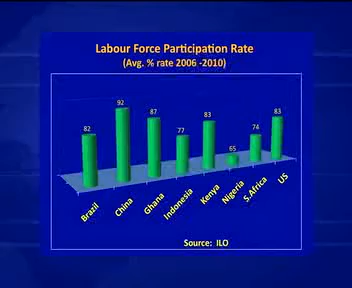 Labour Force Participation Rate
(Avg. % rate 2006 -2010)
82
92
87
77
83
65
74
83
Brazil
China
Ghana
Indonesia
Kenya
Nigeria
S.Africa
US
Source: ILO